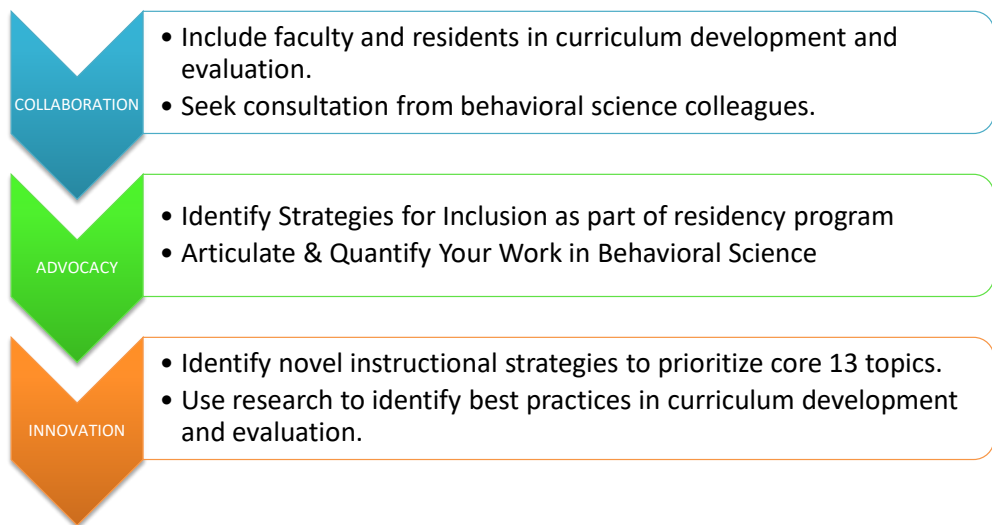 COLLABORATION
• Include faculty and residents in curriculum development and
evaluation.
• Seek consultation from behavioral science colleagues.
ADVOCACY
• Identify Strategies for Inclusion as part of residency program
• Articulate & Quantify Your Work in Behavioral Science
INNOVATION
• Identify novel instructional strategies to prioritize core 13 topics.
• Use research to identify best practices in curriculum development
and evaluation.